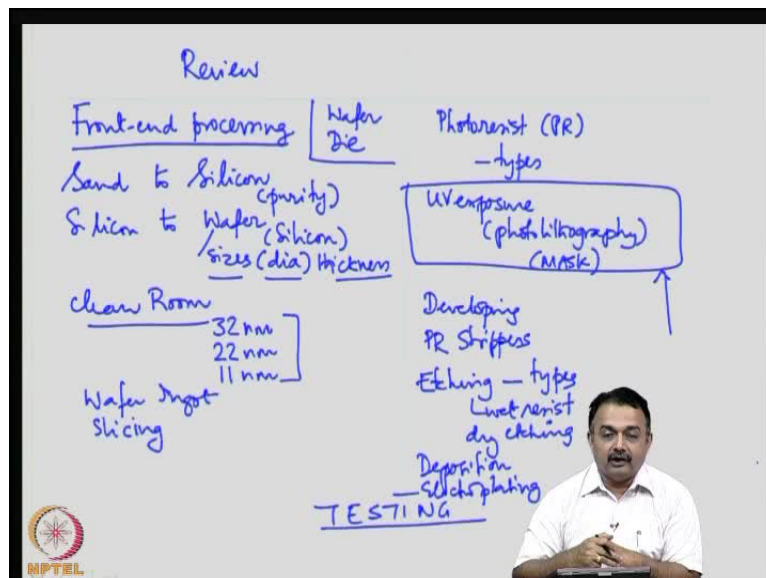 Review
Front-end processing
Wafer
Die
Sand to Silicon
(purity)
Silicon to Wafer
(Silicon)
/sizes (dia) thickness
Clean Room
32 nm
22 nm
11 nm
Wafer Ingot
Slicing
Photoresist (PR)
- types
UV exposure
(photolithography)
(MASK)
Developing
PR Strippers
Etching - types
wet resist
dry etching
Deposition
- Electroplating
TESTING
NPTEL